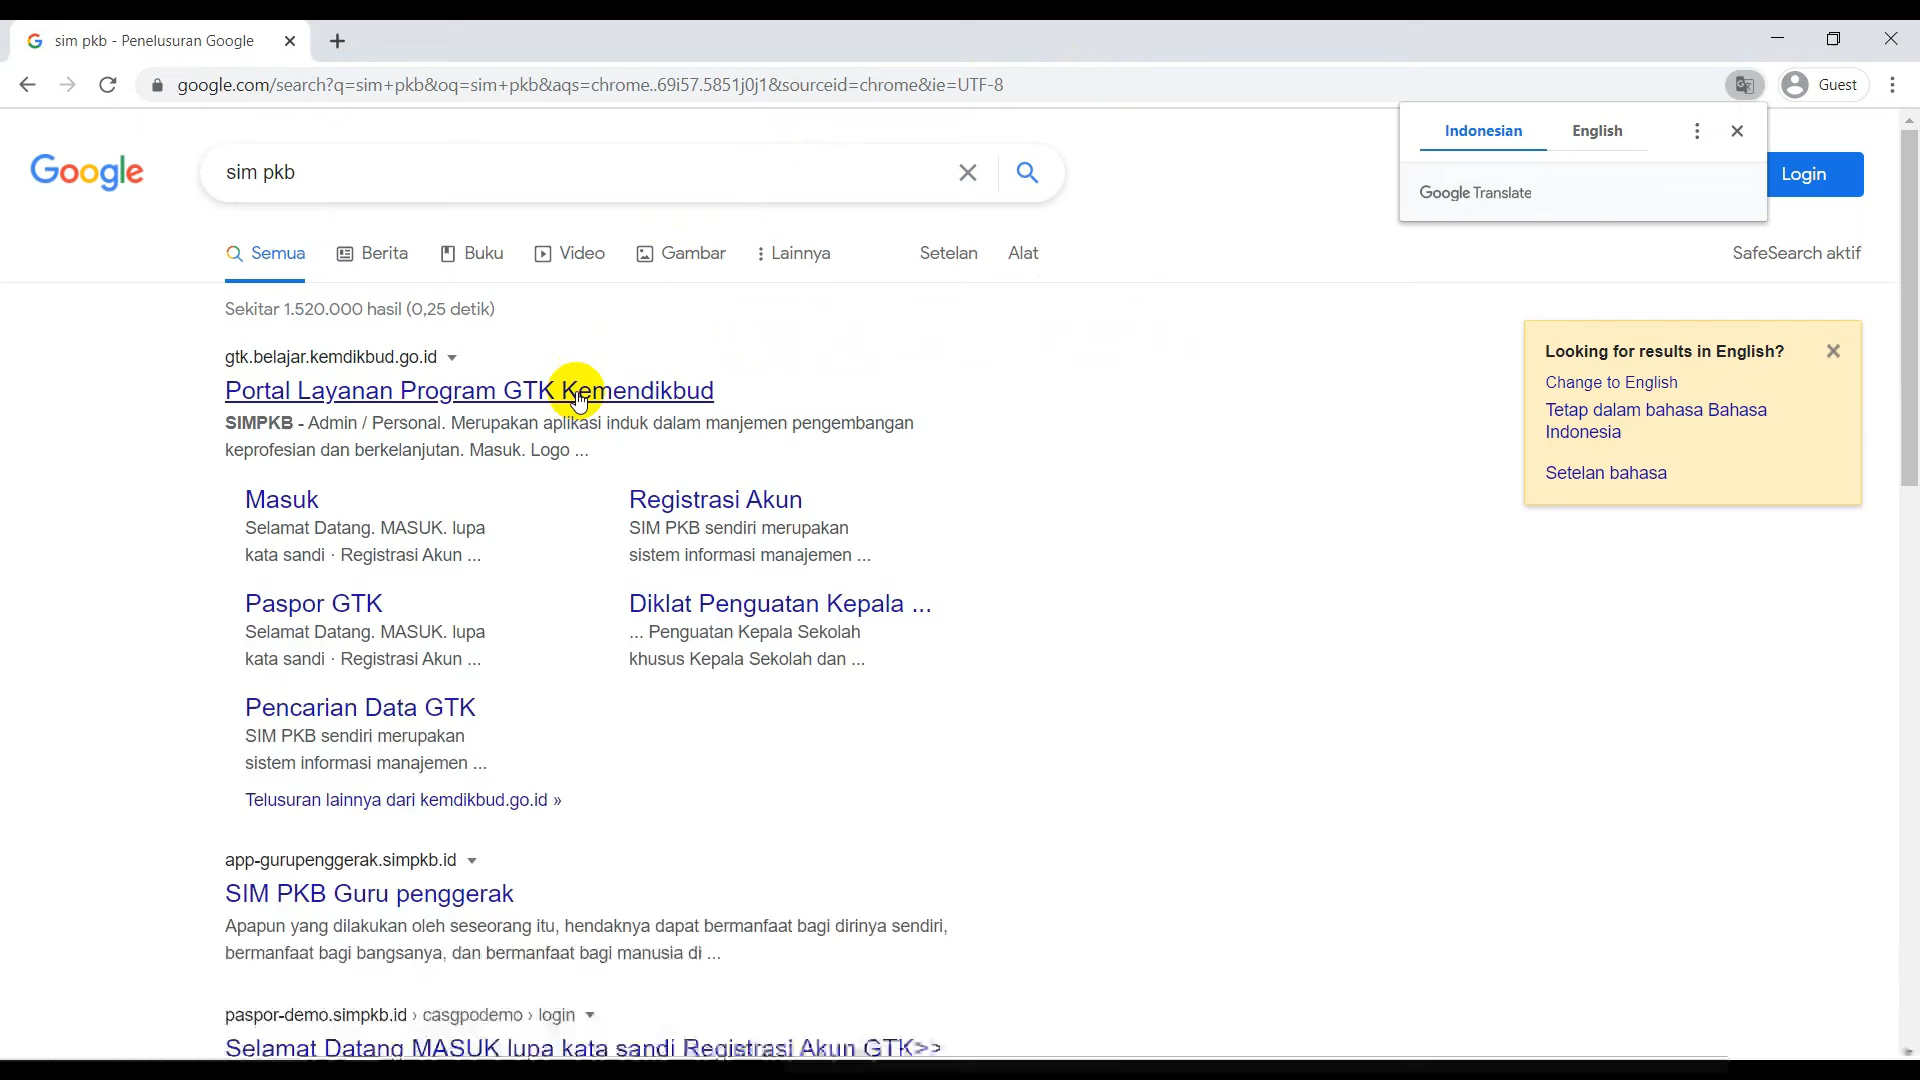 sim pkb - Penelusuran Google
google.com/search?q=sim+pkb&oq=sim+pkb&aqs=chrome..69i57.5851j0j1&sourceid=chrome&ie=UTF-8
Guest
Indonesian English
Google Translate
Google
sim pkb
Login
Semua Berita Buku Video Gambar Lainnya Setelan Alat SafeSearch aktif
Sekitar 1.520.000 hasil (0,25 detik)
gtk.belajar.kemdikbud.go.id
Portal Layanan Program GTK Kemendikbud
SIMPKB - Admin / Personal. Merupakan aplikasi induk dalam manjemen pengembangan
keprofesian dan berkelanjutan. Masuk. Logo ...
Masuk
Selamat Datang. MASUK. lupa
kata sandi · Registrasi Akun ...
Registrasi Akun
SIM PKB sendiri merupakan
sistem informasi manajemen ...
Paspor GTK
Selamat Datang. MASUK. lupa
kata sandi · Registrasi Akun ...
Diklat Penguatan Kepala ...
... Penguatan Kepala Sekolah
khusus Kepala Sekolah dan ...
Pencarian Data GTK
SIM PKB sendiri merupakan
sistem informasi manajemen ...
Telusuran lainnya dari kemdikbud.go.id »
app-gurupenggerak.simpkb.id
SIM PKB Guru penggerak
Apapun yang dilakukan oleh seseorang itu, hendaknya dapat bermanfaat bagi dirinya sendiri,
bermanfaat bagi bangsanya, dan bermanfaat bagi manusia di ...
paspor-demo.simpkb.id › casgpodemo › login
Selamat Datang MASUK lupa kata sandi Registrasi Akun GTK>>
Looking for results in English?
Change to English
Tetap dalam bahasa Bahasa
Indonesia
Setelan bahasa